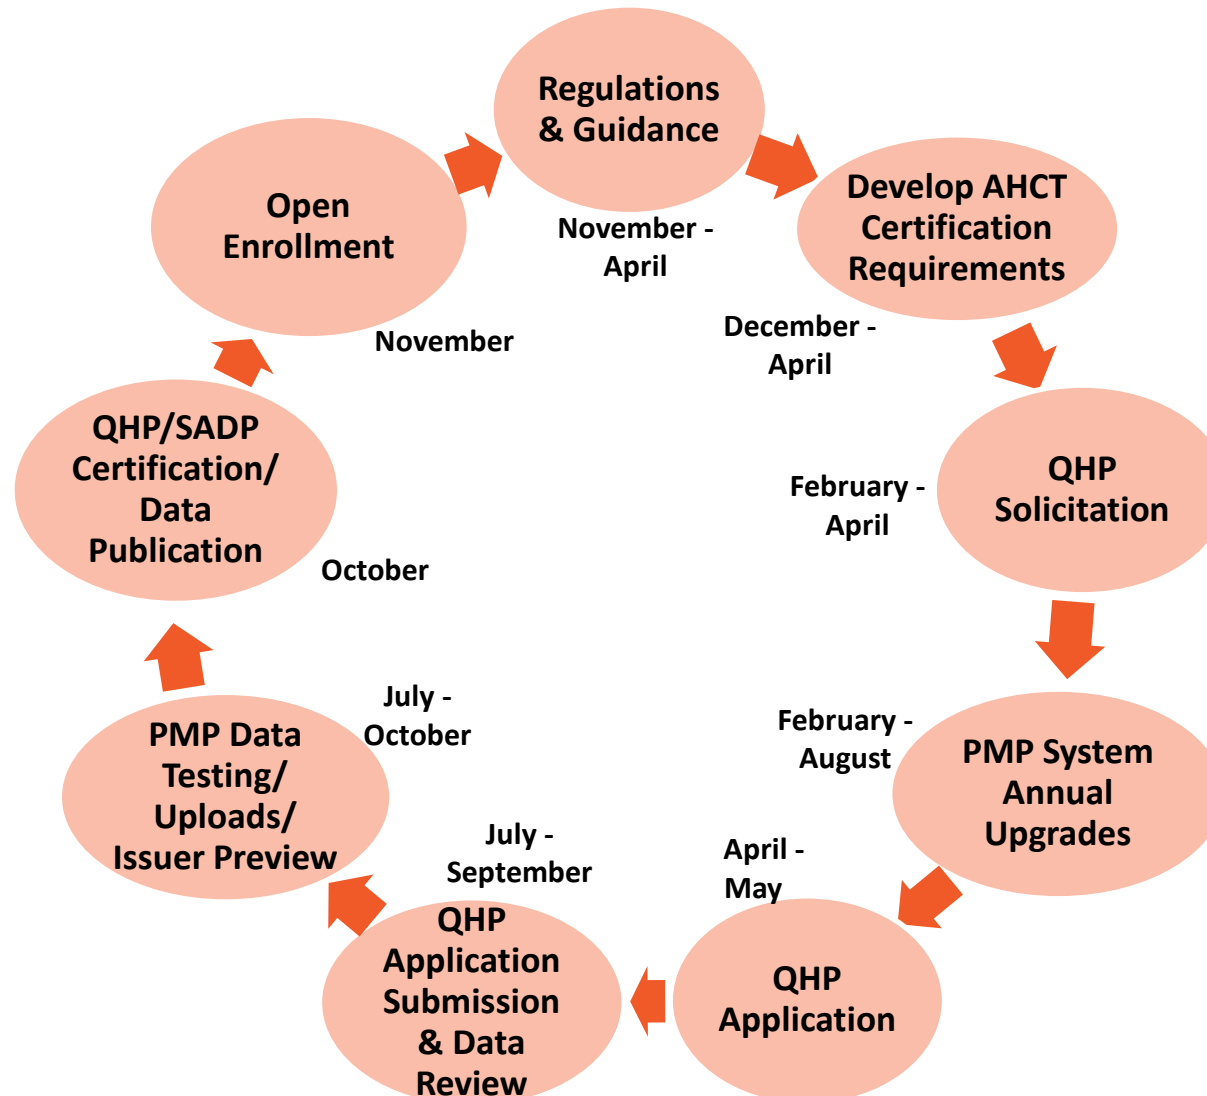 Regulations
& Guidance
November -
April
Develop AHCT
Certification
Requirements
December -
April
QHP
Solicitation
February -
April
PMP System
Annual
Upgrades
February -
August
QHP
Application
April -
May
QHP
Application
Submission
& Data
Review
July -
September
PMP Data
Testing/
Uploads/
Issuer Preview
July -
October
QHP/SADP
Certification/
Data
Publication
October
Open
Enrollment
November